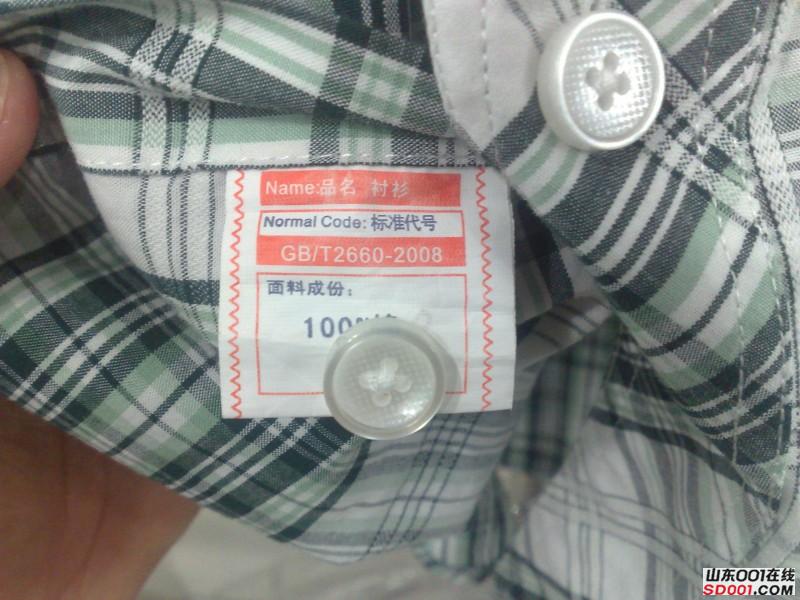 Name:品名 衬衫
Normal Code: 标准代号
GB/T2660-2008
面料成份：
100%
山东001在线
SD001.COM